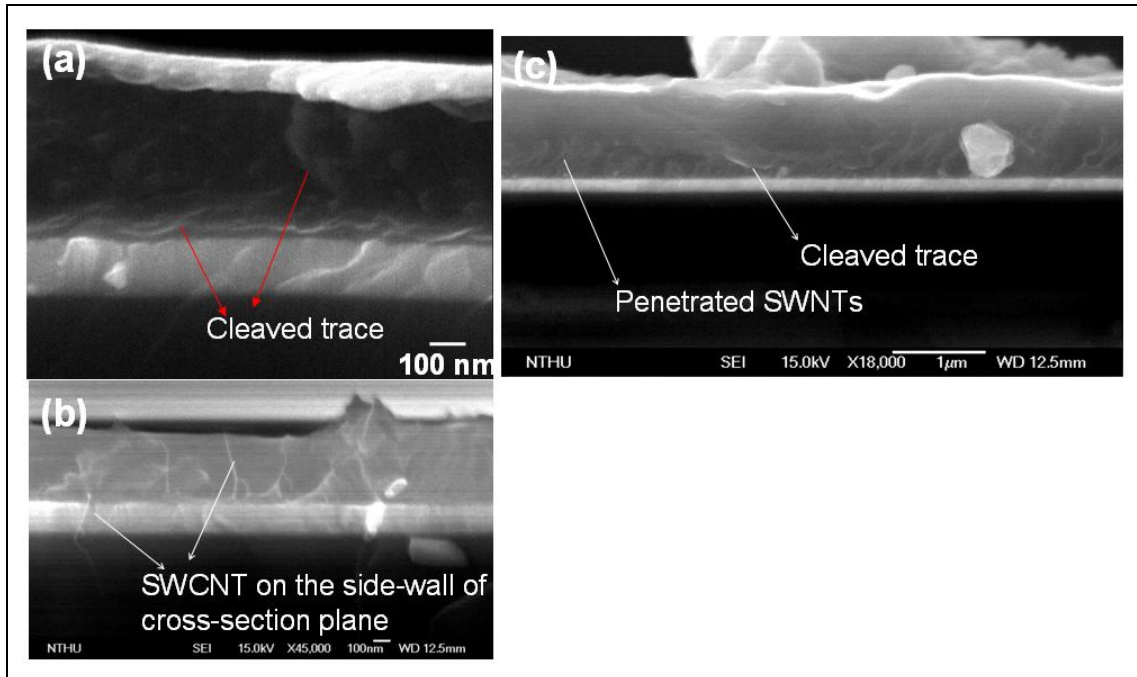 (a)
Cleaved trace
100 nm
(b)
SWCNT on the side-wall of
cross-section plane
NTHU SEI 15.0kV X45,000 100nm WD 12.5mm
(c)
Cleaved trace
Penetrated SWNTs
NTHU SEI 15.0kV X18,000 1μm WD 12.5mm